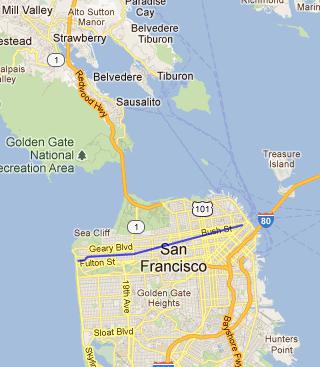 Mill Valley
Alto Sutton
Manor
Paradise
Cay
Belvedere
Tiburon
Strawberry
estead
1
alpais
alley
Redwood Hwy
Belvedere
Tiburon
Sausalito
Golden Gate
National
ecreation Area
Treasure
Island
101
80
1
Sea Cliff
Bush St
Geary Blvd
San
Francisco
Fulton St
19th Ave
Golden Gate
Heights
Sloat Blvd
Skyli
Bayshore Fwy
Hunters
Point